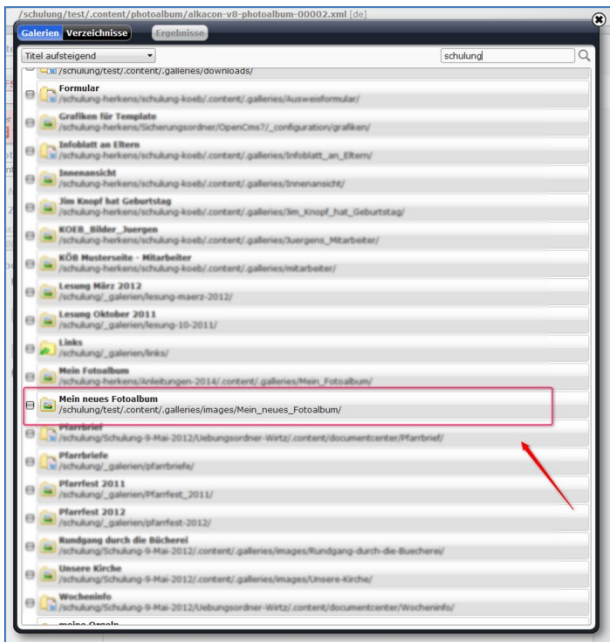 /schulung/test/.content/photoalbum/alkacon-v8-photoalbum-00002.xml [de]
Galerien Verzeichnisse Ergebnisse
Titel aufsteigend schulung
/schulung/test/.content/.galleries/downloads/
Formular
/schulung-herkens/schulung-koeb/.content/.galleries/Ausweisformular/
Grafiken für Template
/schulung-herkens/Sicherungsordner/OpenCms7/_configuration/grafiken/
Infoblatt an Eltern
/schulung-herkens/schulung-koeb/.content/.galleries/Infoblatt_an_Eltern/
Innenansicht
/schulung-herkens/schulung-koeb/.content/.galleries/Innenansicht/
Jim Knopf hat Geburtstag
/schulung-herkens/schulung-koeb/.content/.galleries/Jim_Knopf_hat_Geburtstag/
KOEB_Bilder_Juergen
/schulung-herkens/schulung-koeb/.content/.galleries/Juergens_Mitarbeiter/
KÖB Musterseite - Mitarbeiter
/schulung-herkens/schulung-koeb/.content/.galleries/mitarbeiter/
Lesung März 2012
/schulung/_galerien/lesung-maerz-2012/
Lesung Oktober 2011
/schulung/_galerien/lesung-10-2011/
Links
/schulung/_galerien/links/
Mein Fotoalbum
/schulung-herkens/Anleitungen-2014/.content/.galleries/Mein_Fotoalbum/
Mein neues Fotoalbum
/schulung/test/.content/.galleries/images/Mein_neues_Fotoalbum/
Pfarrbrief
/schulung/Schulung-9-Mai-2012/Uebungsordner-Wirtz/.content/documentcenter/Pfarrbrief/
Pfarrbriefe
/schulung/_galerien/pfarrbriefe/
Pfarrfest 2011
/schulung/_galerien/Pfarrfest_2011/
Pfarrfest 2012
/schulung/_galerien/pfarrfest-2012/
Rundgang durch die Bücherei
/schulung/Schulung-9-Mai-2012/.content/.galleries/images/Rundgang-durch-die-Buecherei/
Unsere Kirche
/schulung/Schulung-9-Mai-2012/.content/.galleries/images/Unsere-Kirche/
Wocheninfo
/schulung/Schulung-9-Mai-2012/Uebungsordner-Wirtz/.content/documentcenter/Wocheninfo/
meine Orgeln